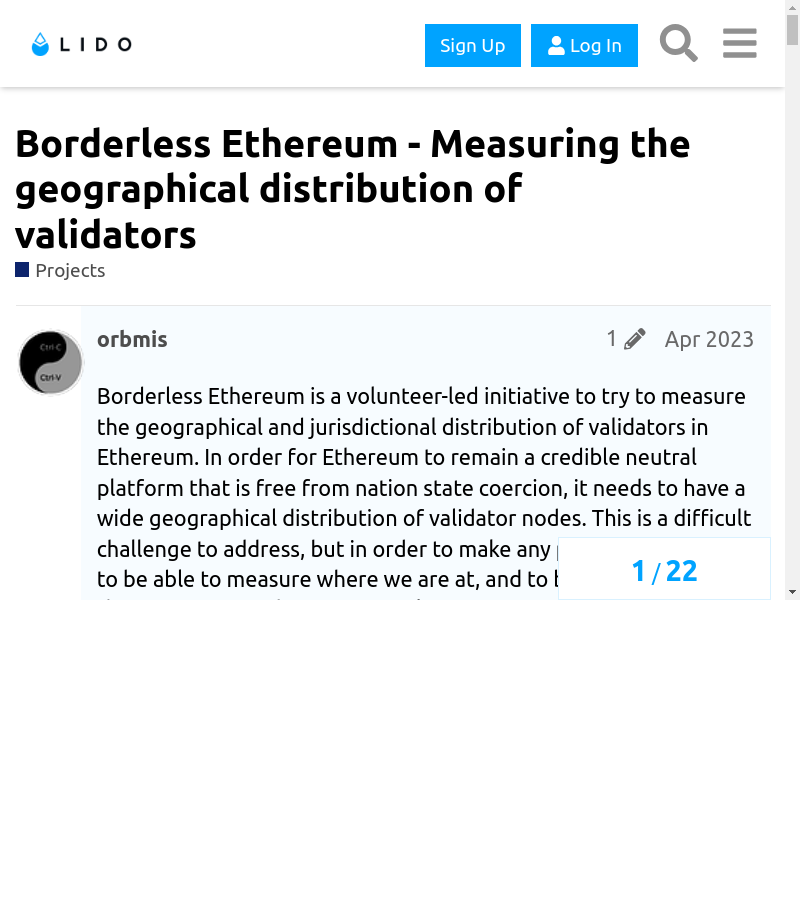 LIDO
Sign Up
Log In
Borderless Ethereum - Measuring the
geographical distribution of
validators
Projects
orbmis
1
Apr 2023
Ctrl-C
Ctrl-V
Borderless Ethereum is a volunteer-led initiative to try to measure
the geographical and jurisdictional distribution of validators in
Ethereum. In order for Ethereum to remain a credible neutral
platform that is free from nation state coercion, it needs to have a
wide geographical distribution of validator nodes. This is a difficult
challenge to address, but in order to make any
to be able to measure where we are at, and to
1 / 22